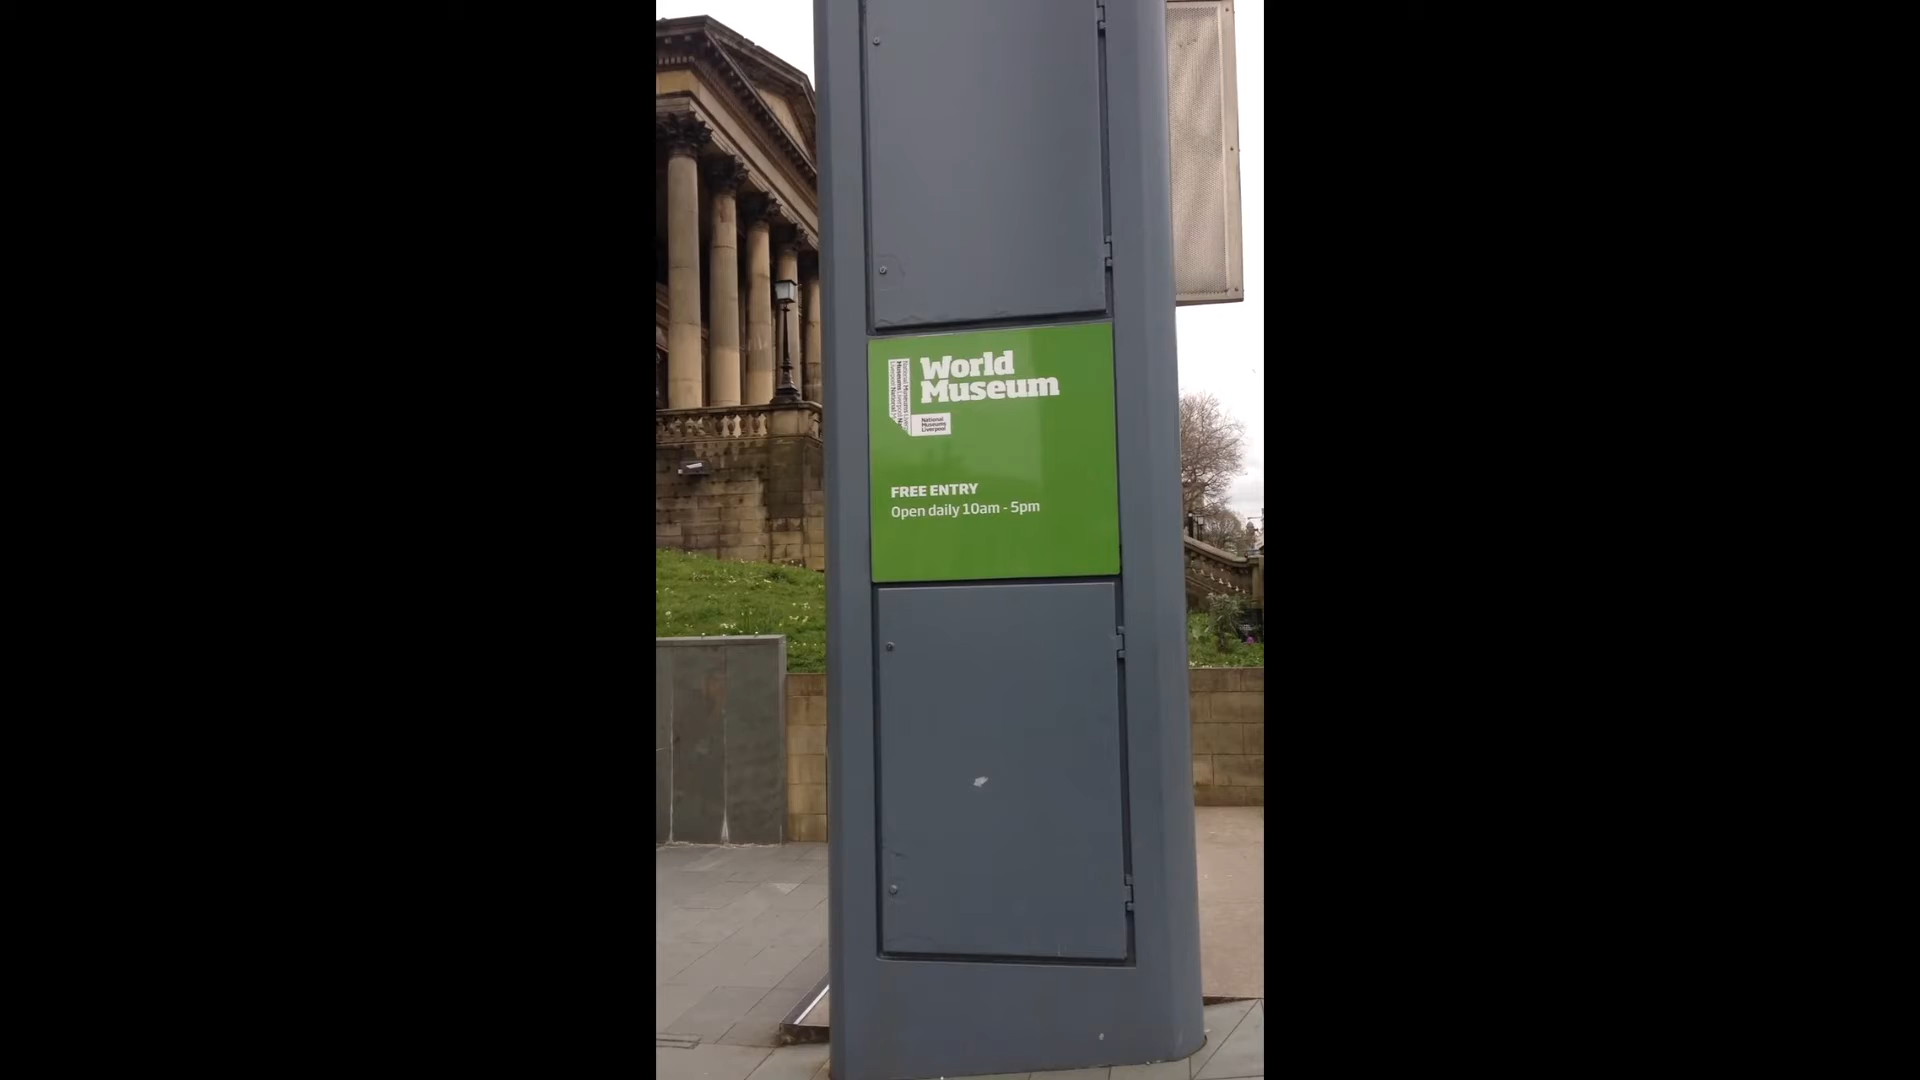 World
Museum
National
Museums
Liverpool
FREE ENTRY
Open daily 10am - 5pm